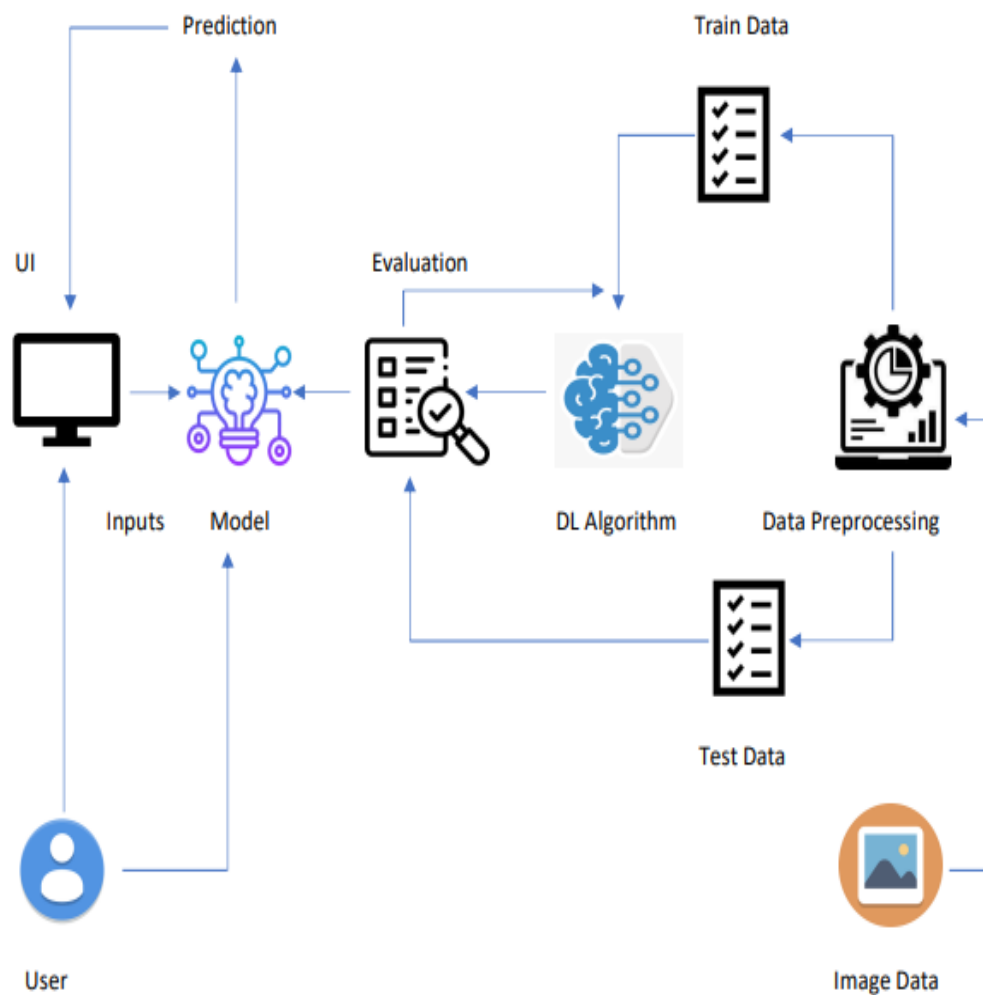 Prediction
Train Data
UI
Evaluation
Inputs
Model
DL Algorithm
Data Preprocessing
Test Data
User
Image Data